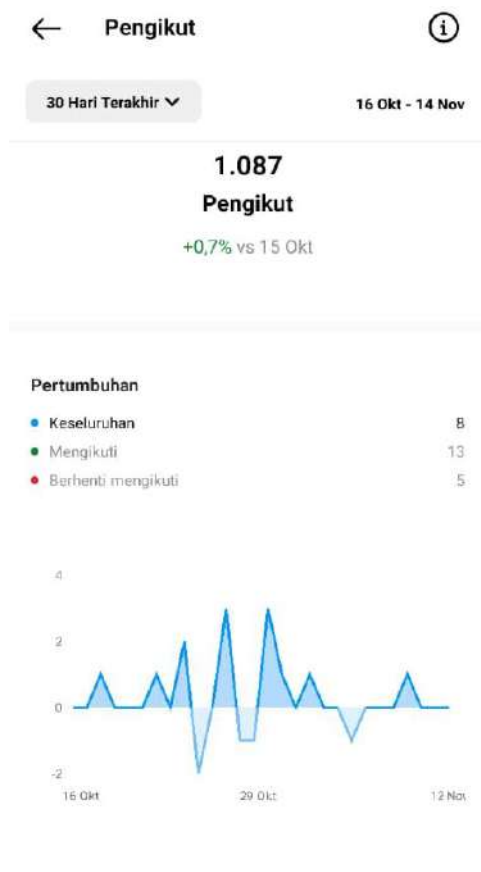 Pengikut
30 Hari Terakhir
16 Okt - 14 Nov
1.087
Pengikut
+0,7% vs 15 Okt
Pertumbuhan
Keseluruhan 8
Mengikuti 13
Berhenti mengikuti 5
4
2
0
-2
16 Okt 29 Okt 12 Nov